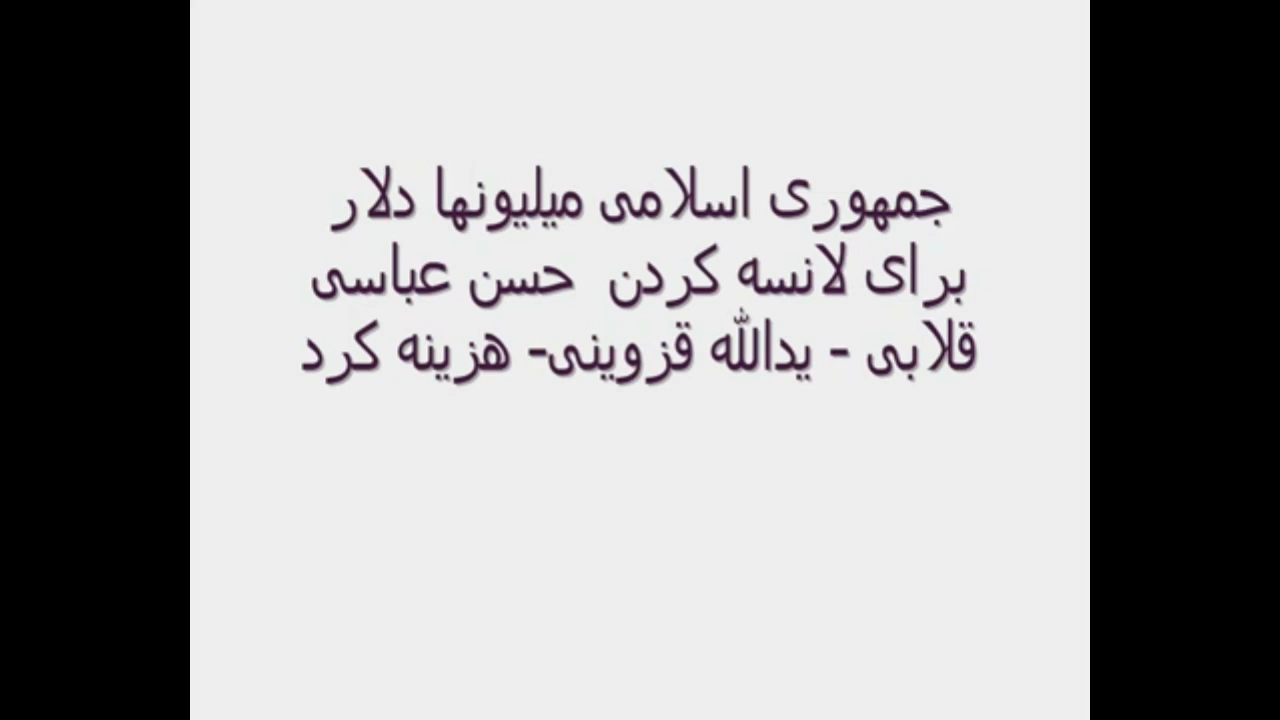 جمهوری اسلامی میلیونها دلار
برای لانسه کردن حسن عباسی
قلابی - یدالله قزوینی- هزینه کرد